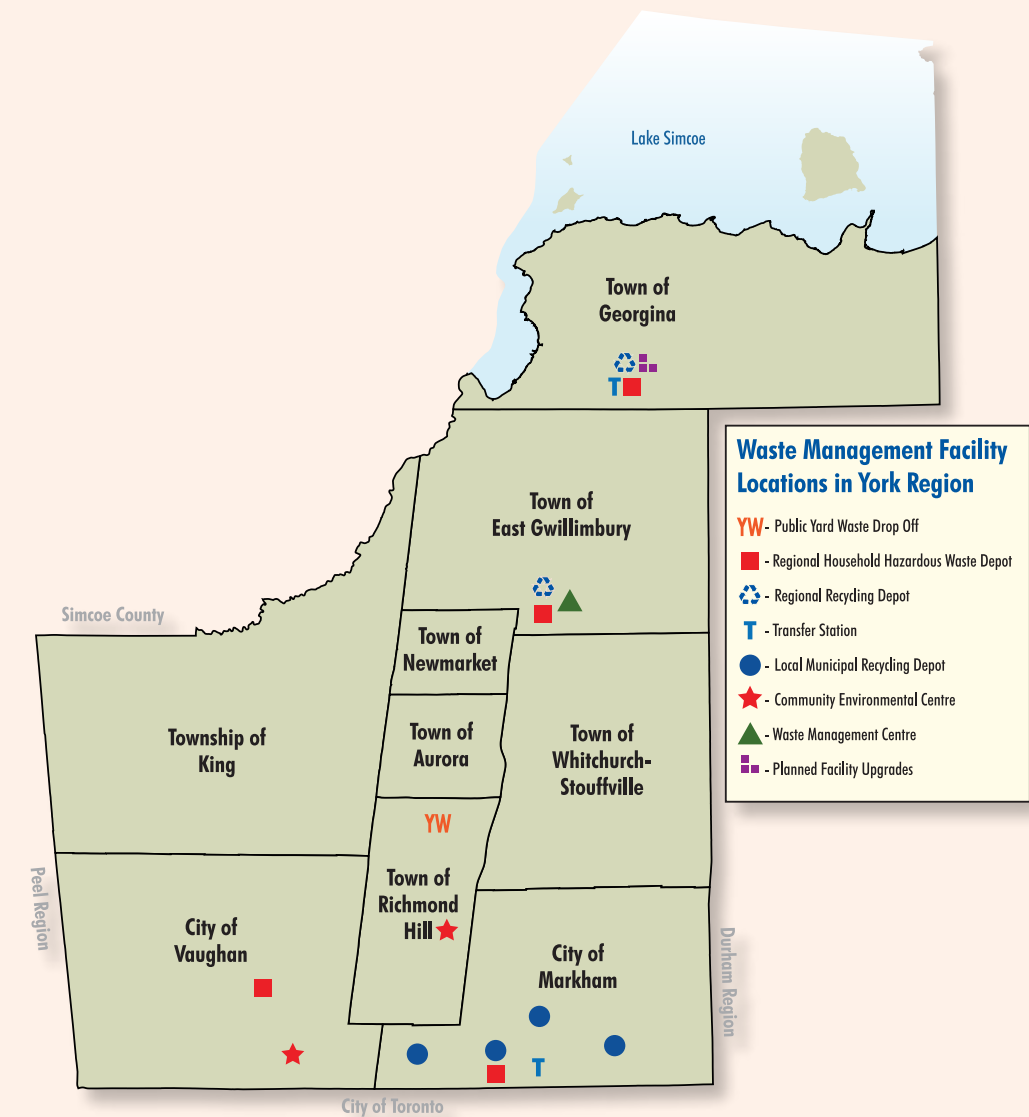 Lake Simcoe
Town of
Georgina
T
Waste Management Facility
Locations in York Region
YW - Public Yard Waste Drop Off
- Regional Household Hazardous Waste Depot
- Regional Recycling Depot
T - Transfer Station
- Local Municipal Recycling Depot
- Community Environmental Centre
- Waste Management Centre
- Planned Facility Upgrades
Town of
East Gwillimbury
Simcoe County
Town of
Newmarket
Township of
King
Town of
Aurora
Town of
Whitchurch-
Stouffville
YW
Town of
Richmond
Hill
Peel Region
City of
Vaughan
City of
Markham
Durham Region
T
City of Toronto